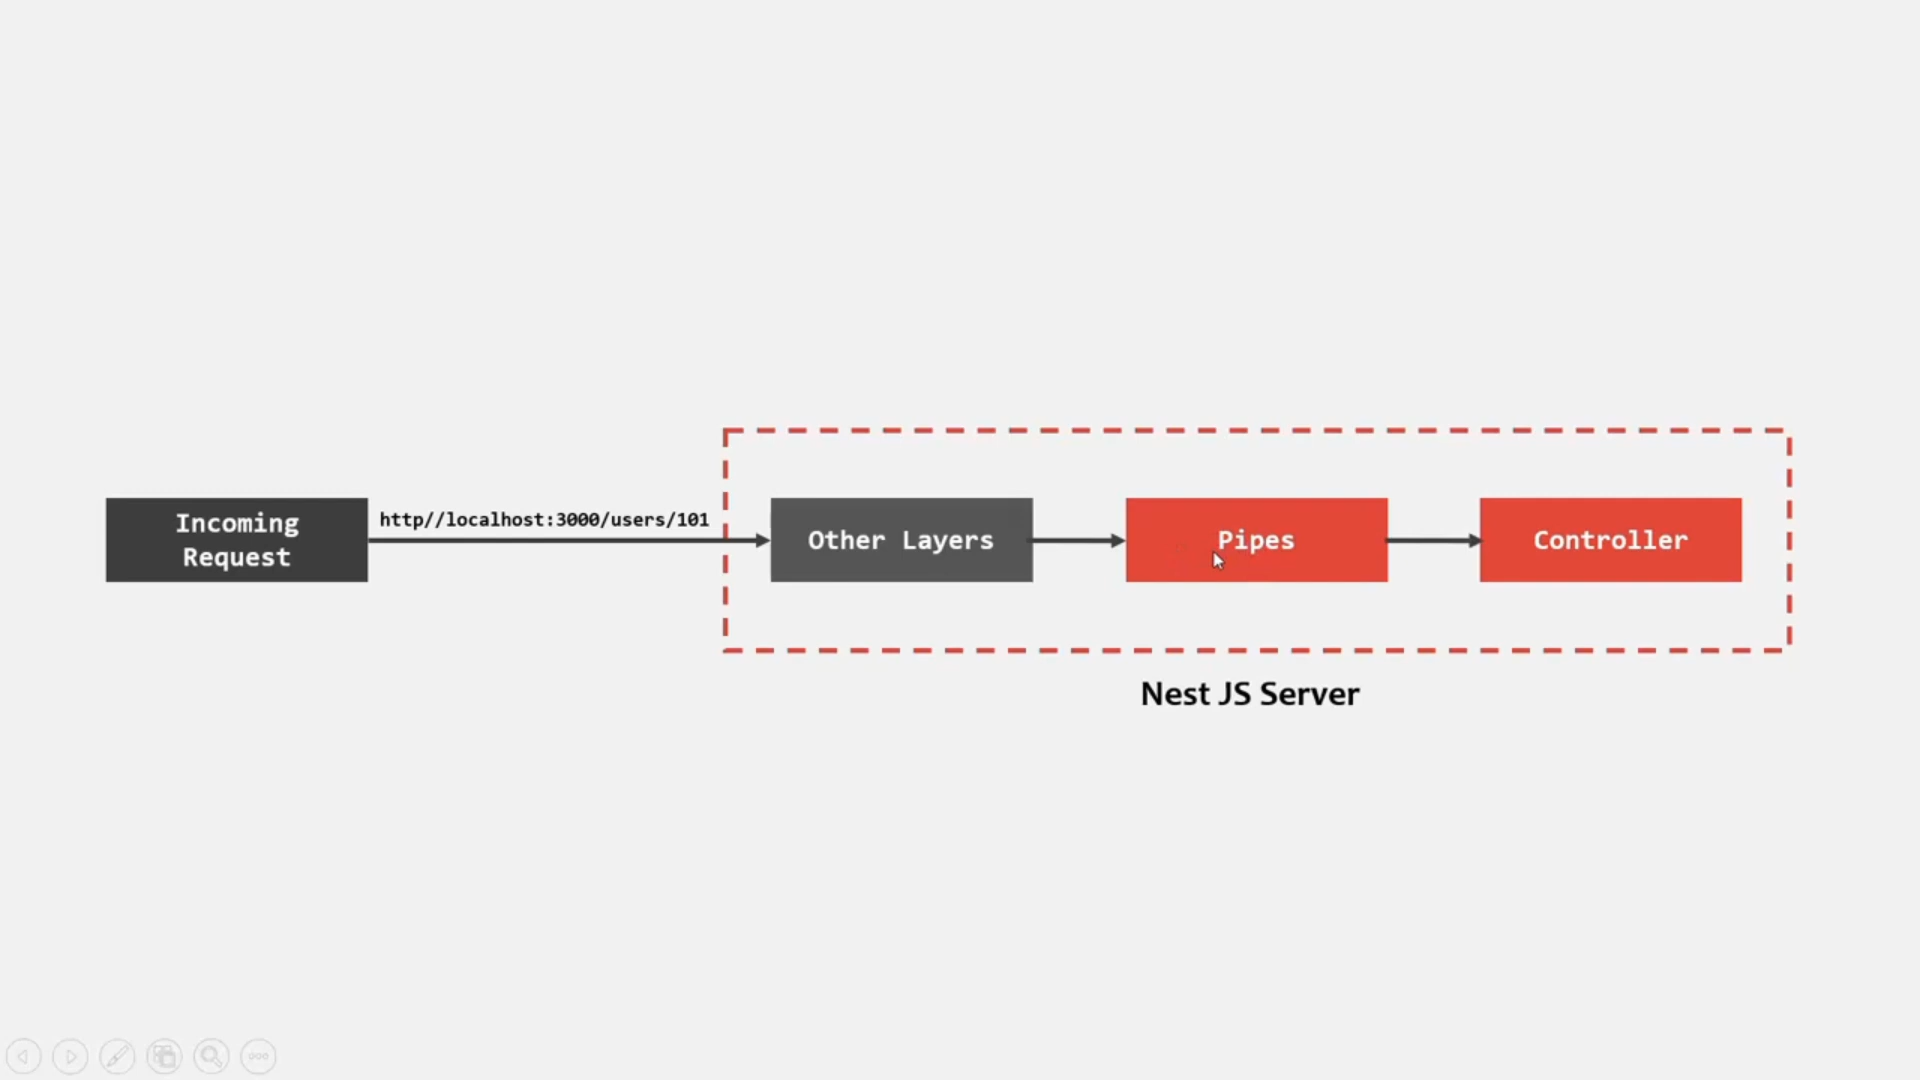 Incoming
Request
http//localhost:3000/users/101
Other Layers
Pipes
Controller
Nest JS Server